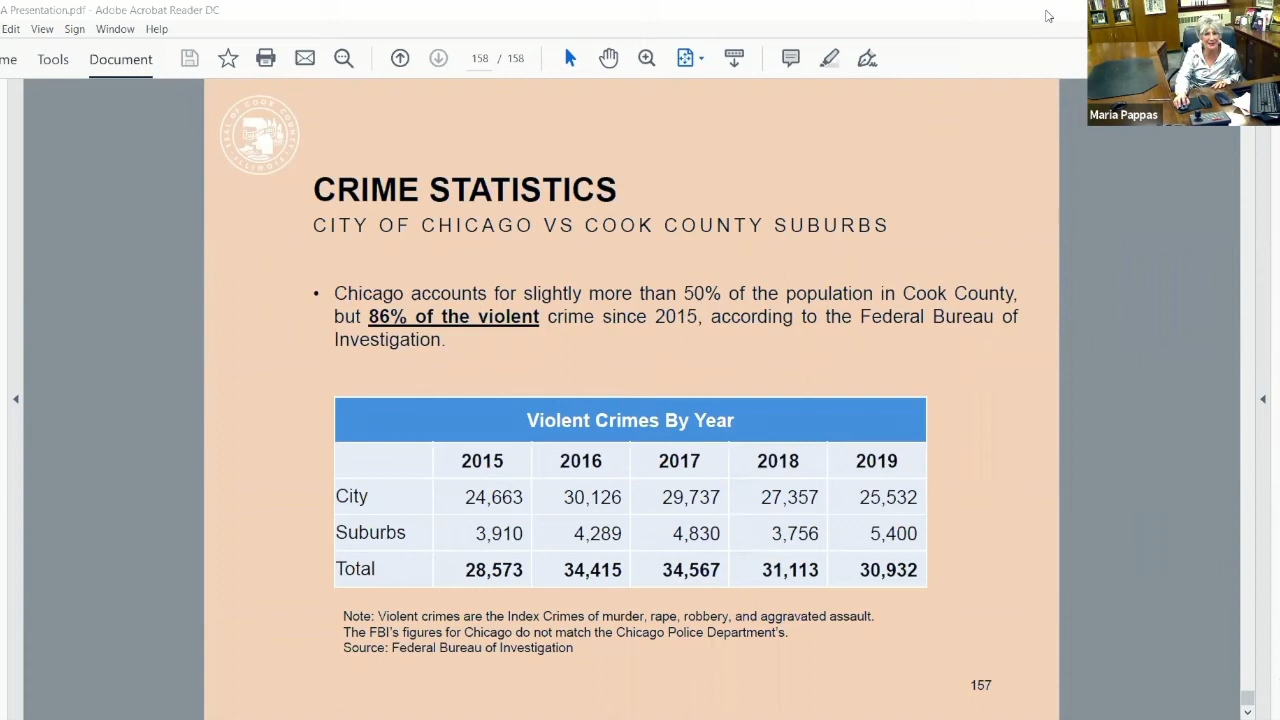 A Presentation.pdf - Adobe Acrobat Reader DC
Edit View Sign Window Help
me Tools Document 158 / 158
Maria Pappas
SEAL OF COOK COUNTY
ILLINOIS
CRIME STATISTICS
CITY OF CHICAGO VS COOK COUNTY SUBURBS
• Chicago accounts for slightly more than 50% of the population in Cook County,
but 86% of the violent crime since 2015, according to the Federal Bureau of
Investigation.
Violent Crimes By Year
2015 2016 2017 2018 2019
City 24,663 30,126 29,737 27,357 25,532
Suburbs 3,910 4,289 4,830 3,756 5,400
Total 28,573 34,415 34,567 31,113 30,932
Note: Violent crimes are the Index Crimes of murder, rape, robbery, and aggravated assault.
The FBI's figures for Chicago do not match the Chicago Police Department's.
Source: Federal Bureau of Investigation
157